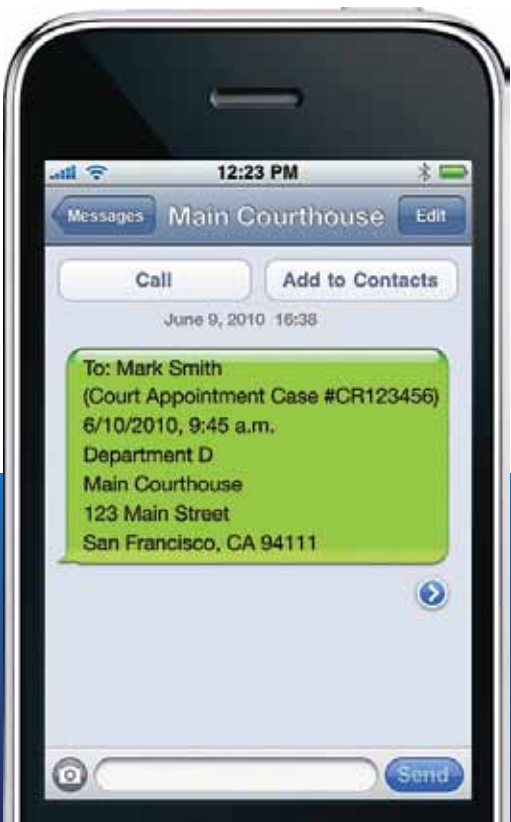 12:23 PM
Messages Main Courthouse Edit
Call Add to Contacts
June 9, 2010 16:38
To: Mark Smith
(Court Appointment Case #CR123456)
6/10/2010, 9:45 a.m.
Department D
Main Courthouse
123 Main Street
San Francisco, CA 94111
Send